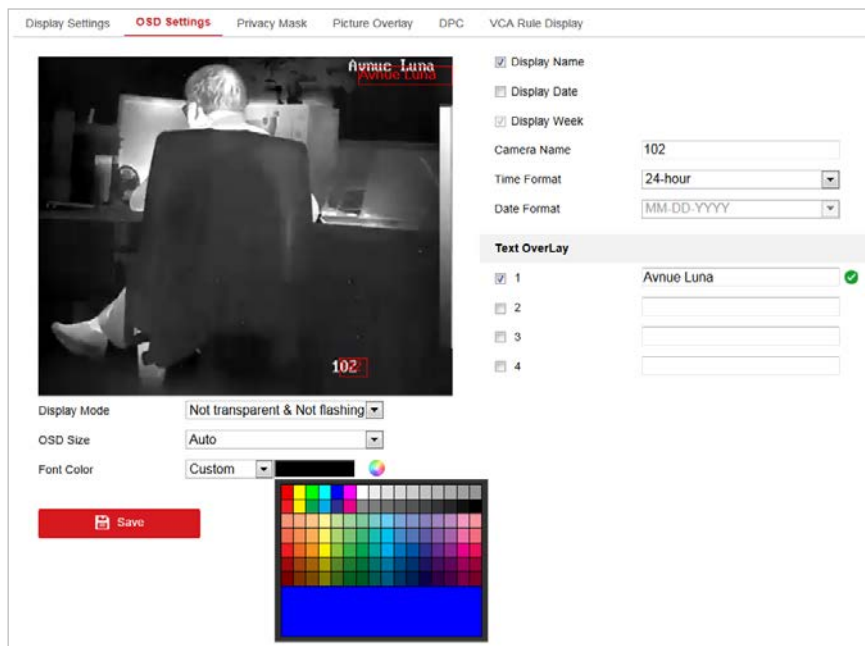 Display Settings OSD Settings Privacy Mask Picture Overlay DPC VCA Rule Display
Avnue Luna
Avnue Luna
102
Display Mode Not transparent & Not flashing
OSD Size Auto
Font Color Custom
Save
Display Name
Display Date
Display Week
Camera Name 102
Time Format 24-hour
Date Format MM-DD-YYYY
Text OverLay
1 Avnue Luna
2
3
4